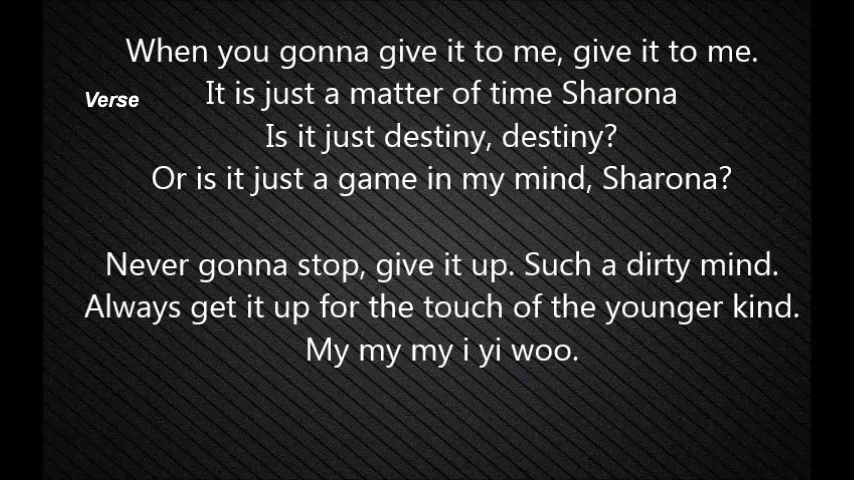 When you gonna give it to me, give it to me.
Verse
It is just a matter of time Sharona
Is it just destiny, destiny?
Or is it just a game in my mind, Sharona?
Never gonna stop, give it up. Such a dirty mind.
Always get it up for the touch of the younger kind.
My my my i yi woo.